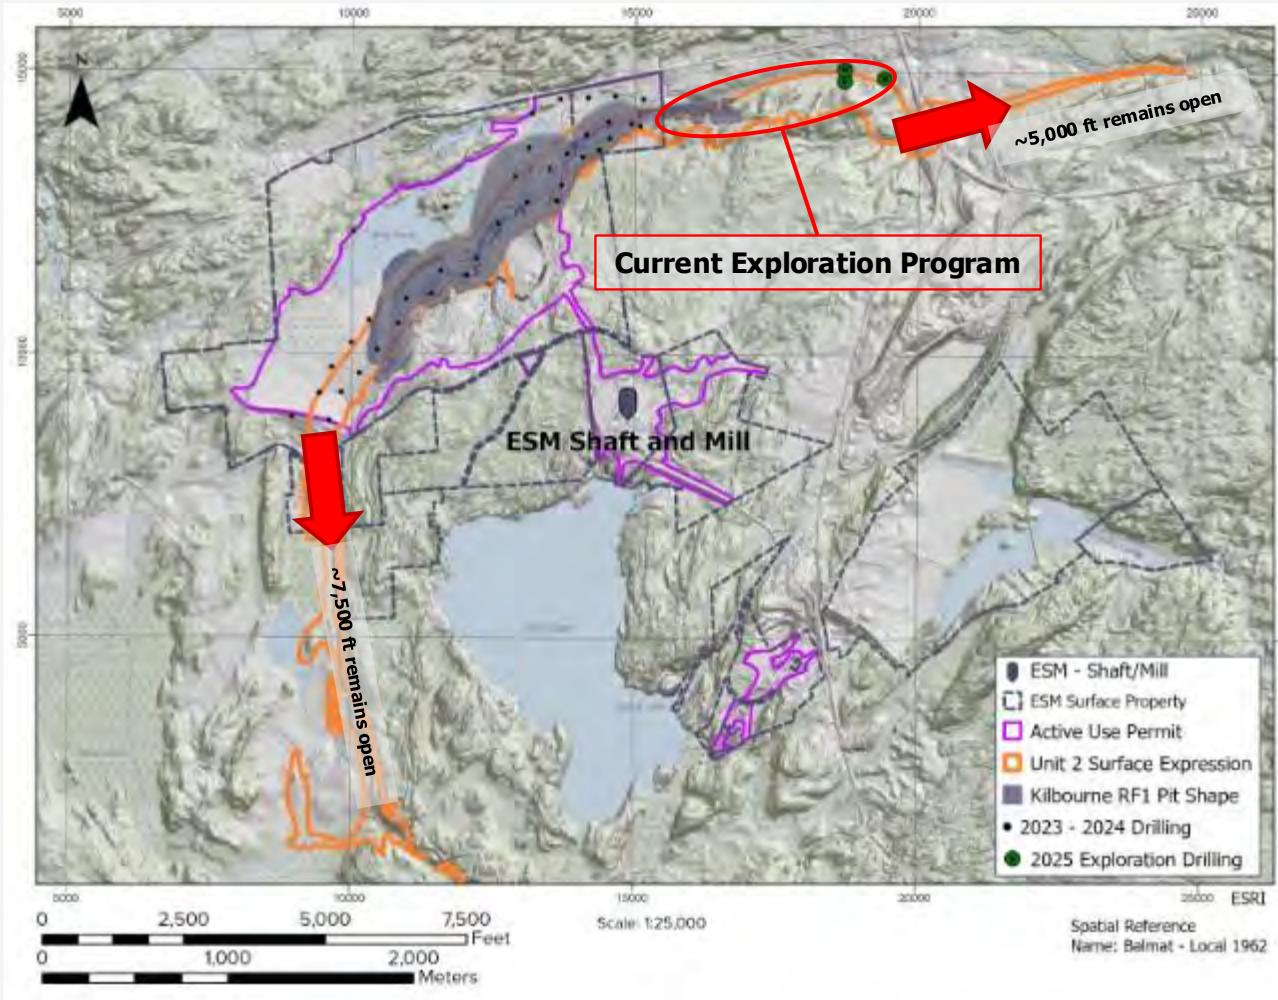 5000 10000 15000 20000 25000
N
15000
~5,000 ft remains open
Current Exploration Program
10000
ESM Shaft and Mill
~7,500 ft remains open
5000
ESM - Shaft/Mill
ESM Surface Property
Active Use Permit
Unit 2 Surface Expression
Kilbourne RF1 Pit Shape
2023 - 2024 Drilling
2025 Exploration Drilling
5000 10000 15000 20000 25000
ESRI
0 2,500 5,000 7,500
Feet
0 1,000 2,000
Meters
Scale: 1:25,000
Spatial Reference
Name: Balmat - Local 1962